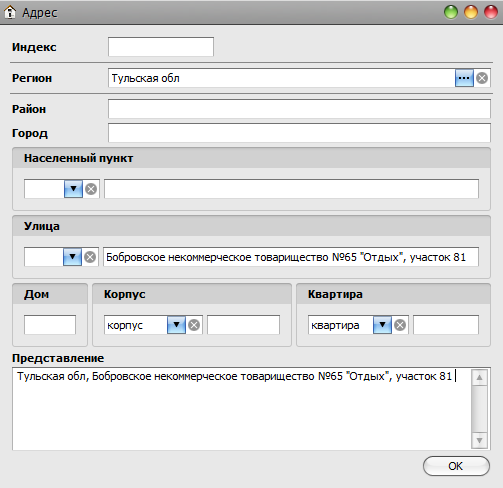 Адрес
Индекс
Регион
Тульская обл
Район
Город
Населенный пункт
Улица
Бобровское некоммерческое товарищество №65 "Отдых", участок 81
Дом
Корпус
Квартира
корпус
квартира
Представление
Тульская обл, Бобровское некоммерческое товарищество №65 "Отдых", участок 81
OK